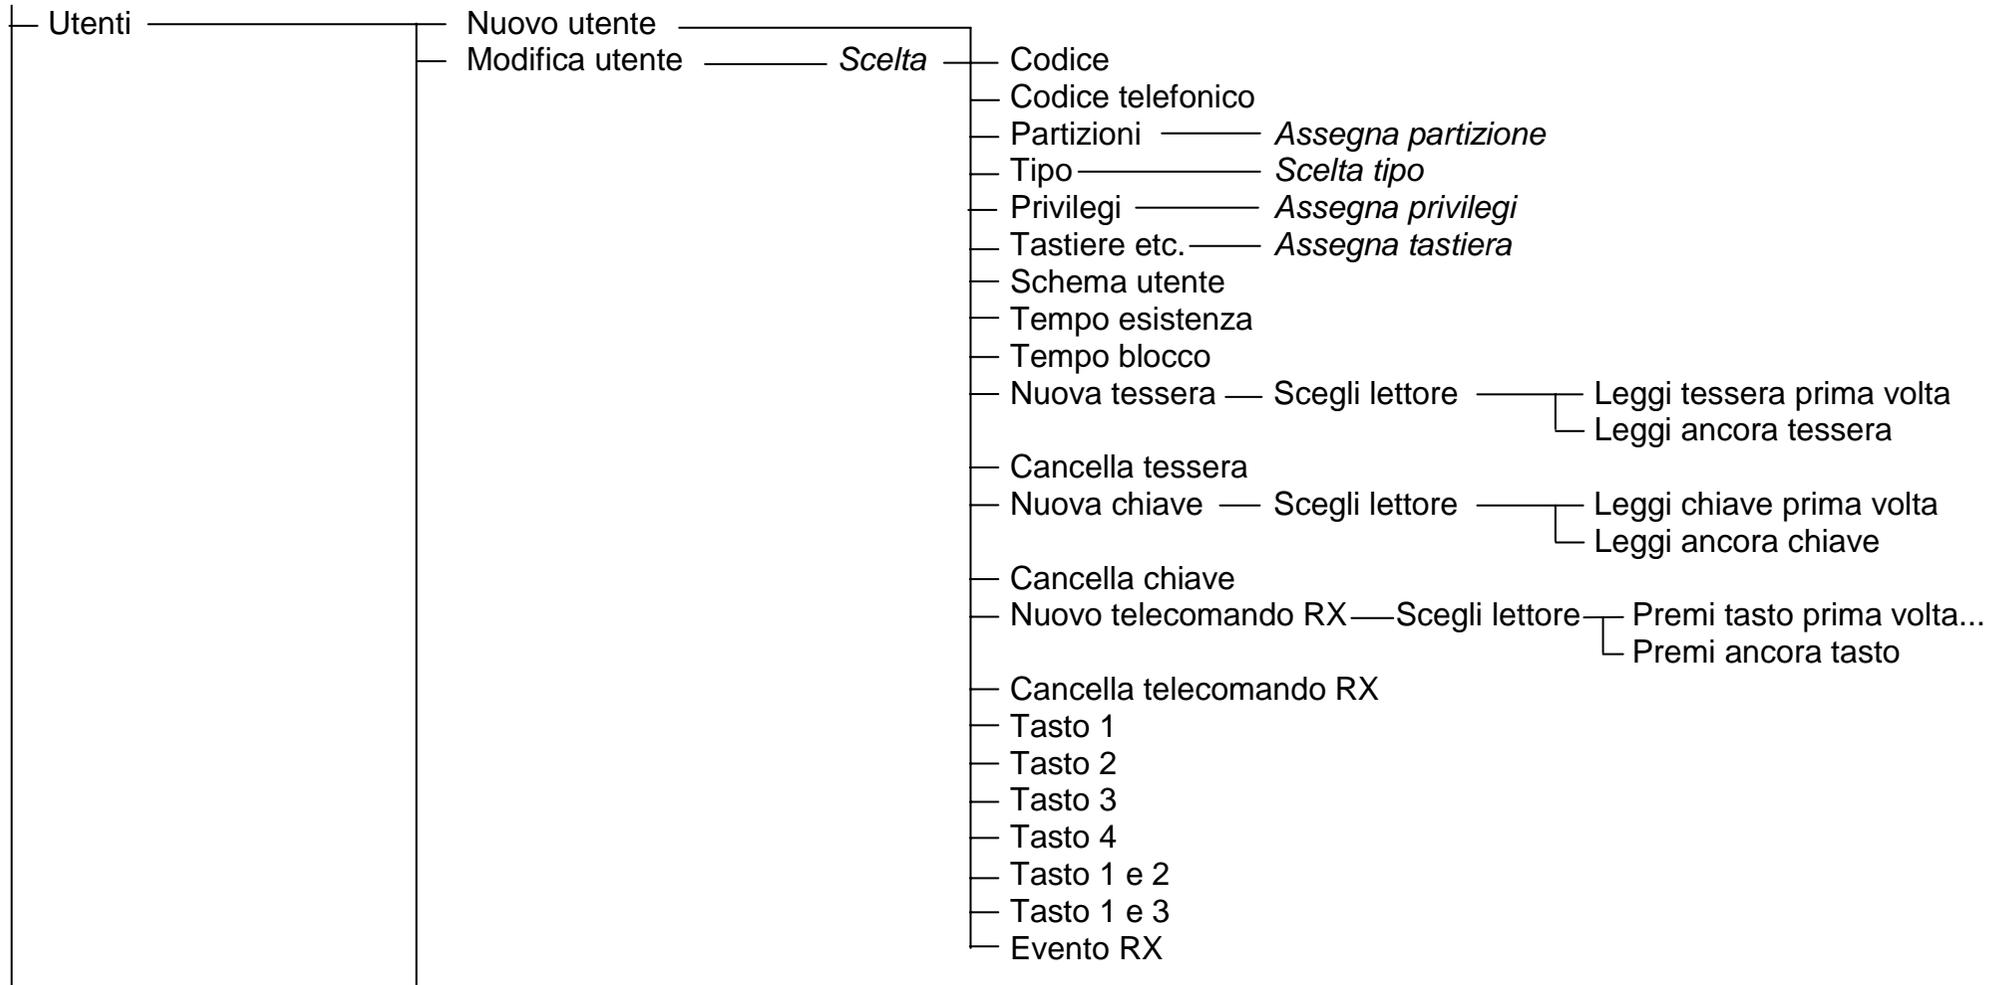 Utenti Nuovo utente
Modifica utente Scelta Codice
Codice telefonico
Partizioni Assegna partizione
Tipo Scelta tipo
Privilegi Assegna privilegi
Tastiere etc. Assegna tastiera
Schema utente
Tempo esistenza
Tempo blocco
Nuova tessera Scegli lettore Leggi tessera prima volta
Leggi ancora tessera
Cancella tessera
Nuova chiave Scegli lettore Leggi chiave prima volta
Leggi ancora chiave
Cancella chiave
Nuovo telecomando RX Scegli lettore Premi tasto prima volta...
Premi ancora tasto
Cancella telecomando RX
Tasto 1
Tasto 2
Tasto 3
Tasto 4
Tasto 1 e 2
Tasto 1 e 3
Evento RX